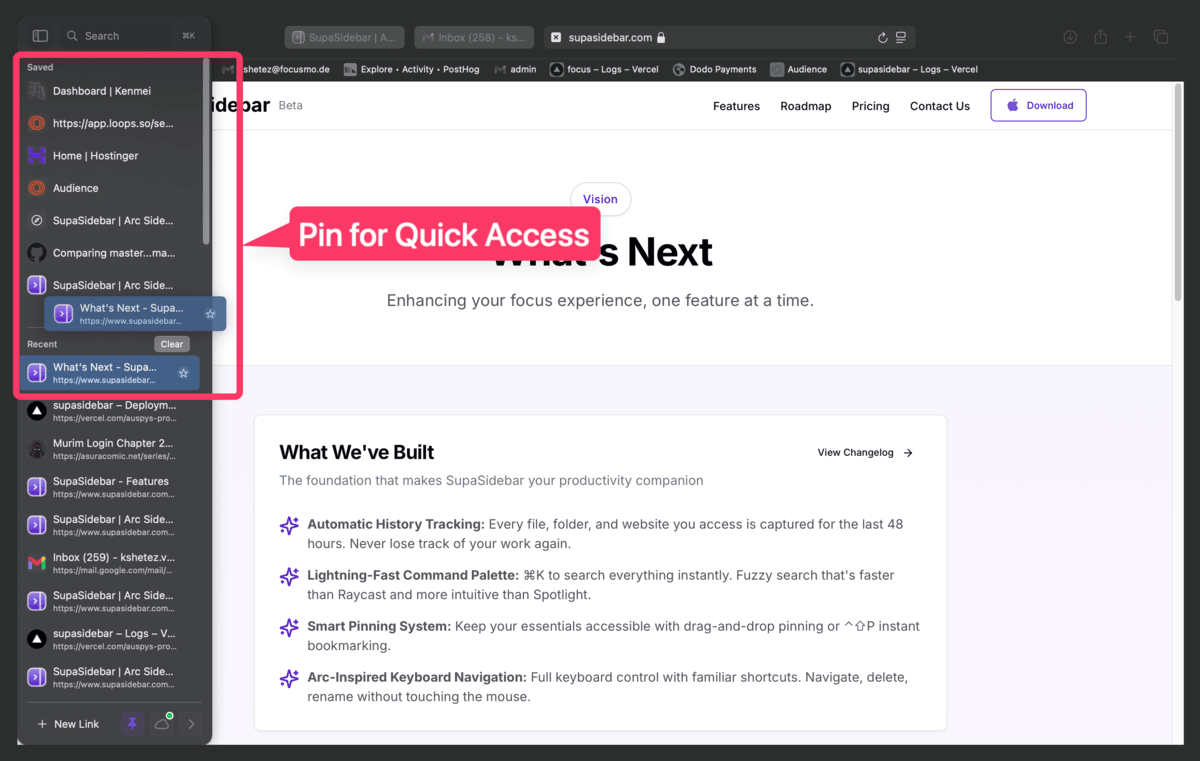 Search ⌘K
SupaSidebar | A...
Inbox (258) - ks...
supasidebar.com
kshetez@focusmo.de
Explore • Activity • PostHog
admin
focus – Logs – Vercel
Dodo Payments
Audience
supasidebar – Logs – Vercel
Saved
Dashboard | Kenmei
https://app.loops.so/se...
Home | Hostinger
Audience
SupaSidebar | Arc Side...
Comparing master...ma...
SupaSidebar | Arc Side...
What's Next - Supa...
https://www.supasidebar...
Recent
Clear
What's Next - Supa...
https://www.supasidebar...
supasidebar – Deploym...
https://vercel.com/auspys-pro...
Murim Login Chapter 2...
https://asuracomic.net/series/...
SupaSidebar - Features
https://www.supasidebar.com...
SupaSidebar | Arc Side...
https://www.supasidebar.com...
Inbox (259) - kshetez.v...
https://mail.google.com/mail/...
SupaSidebar | Arc Side...
https://www.supasidebar.com...
supasidebar – Logs – V...
https://vercel.com/auspys-pro...
SupaSidebar | Arc Side...
https://www.supasidebar.com...
+ New Link
idebar Beta
Features
Roadmap
Pricing
Contact Us
Download
Vision
Pin for Quick Access
What's Next
Enhancing your focus experience, one feature at a time.
What We've Built
View Changelog →
The foundation that makes SupaSidebar your productivity companion
Automatic History Tracking: Every file, folder, and website you access is captured for the last 48
hours. Never lose track of your work again.
Lightning-Fast Command Palette: ⌘K to search everything instantly. Fuzzy search that's faster
than Raycast and more intuitive than Spotlight.
Smart Pinning System: Keep your essentials accessible with drag-and-drop pinning or ^⇧P instant
bookmarking.
Arc-Inspired Keyboard Navigation: Full keyboard control with familiar shortcuts. Navigate, delete,
rename without touching the mouse.